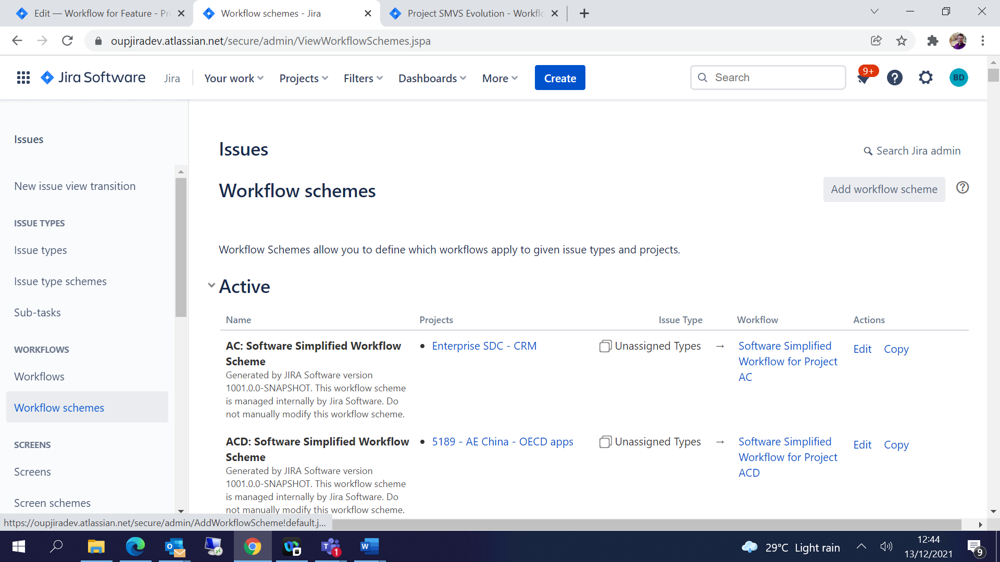 Edit — Workflow for Feature - Pr
Workflow schemes - Jira
Project SMVS Evolution - Workflo
oupjiradev.atlassian.net/secure/admin/ViewWorkflowSchemes.jspa
Jira Software
Jira
Your work
Projects
Filters
Dashboards
More
Create
Search
9+
BD
Issues
New issue view transition
ISSUE TYPES
Issue types
Issue type schemes
Sub-tasks
WORKFLOWS
Workflows
Workflow schemes
SCREENS
Screens
Screen schemes
Issues
Search Jira admin
Workflow schemes
Add workflow scheme
Workflow Schemes allow you to define which workflows apply to given issue types and projects.
Active
Name Projects Issue Type Workflow Actions
AC: Software Simplified Workflow
Scheme
Generated by JIRA Software version
1001.0.0-SNAPSHOT. This workflow scheme
is managed internally by Jira Software. Do
not manually modify this workflow scheme.
• Enterprise SDC - CRM
Unassigned Types →
Software Simplified
Workflow for Project
AC
Edit Copy
ACD: Software Simplified Workflow
Scheme
Generated by JIRA Software version
1001.0.0-SNAPSHOT. This workflow scheme
is managed internally by Jira Software. Do
not manually modify this workflow scheme.
• 5189 - AE China - OECD apps
Unassigned Types →
Software Simplified
Workflow for Project
ACD
Edit Copy
https://oupjiradev.atlassian.net/secure/admin/AddWorkflowScheme!default.j...
1
29°C Light rain
12:44
13/12/2021
9